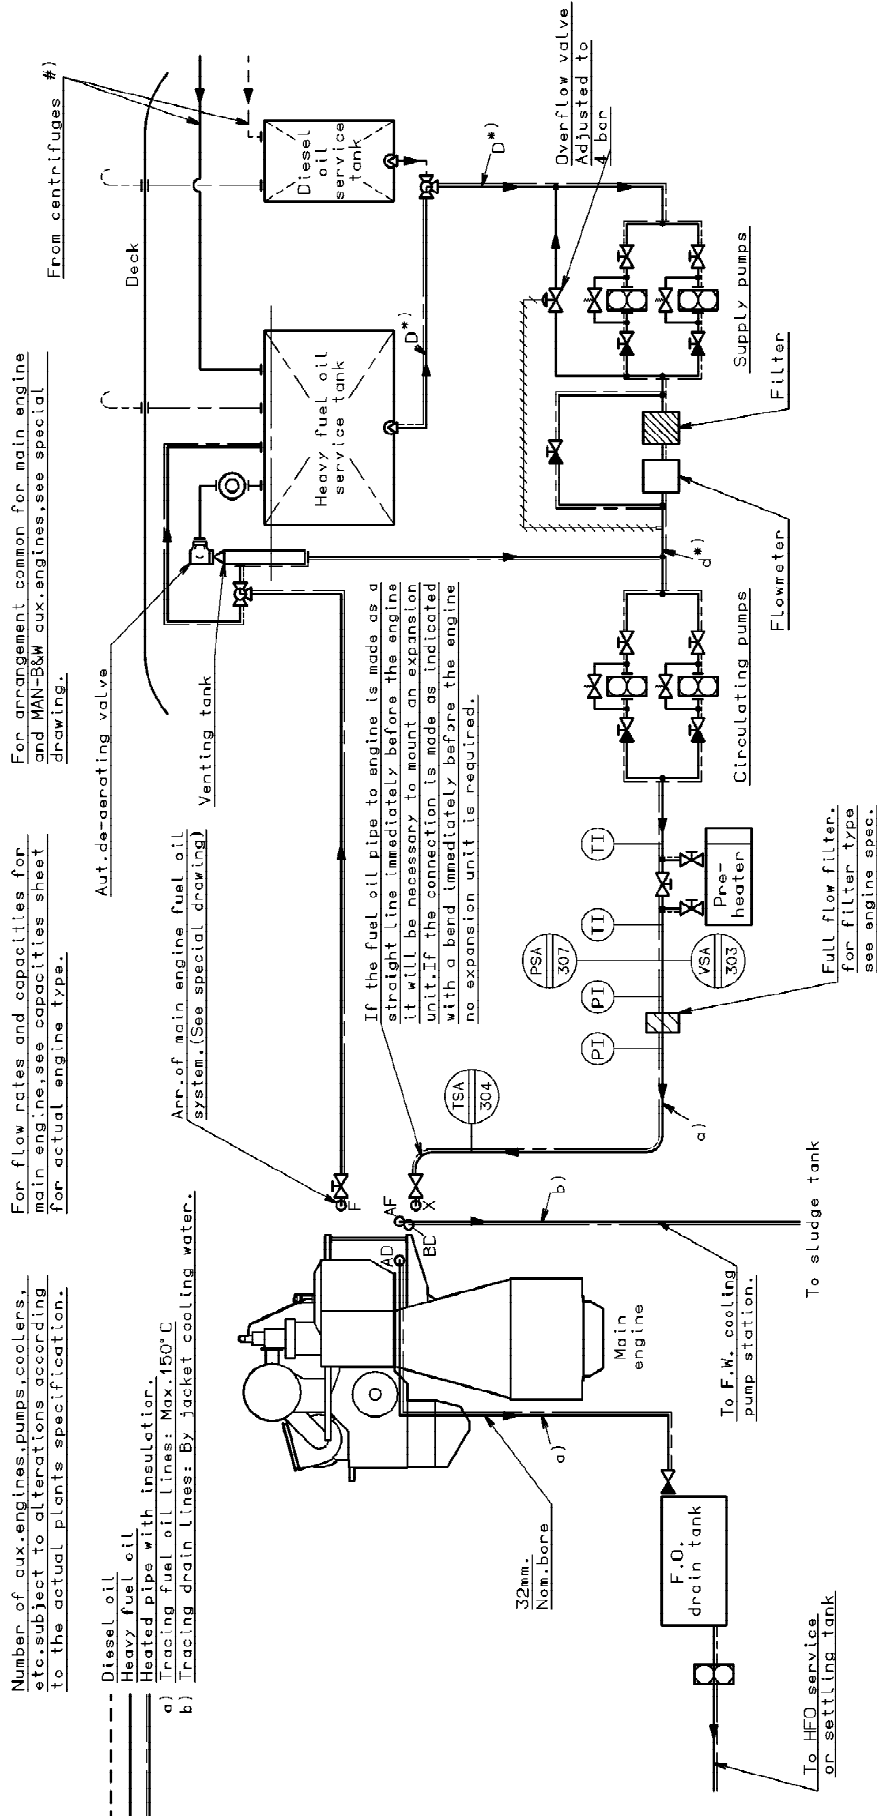 Number of aux.engines,pumps,coolers,
etc.subject to alterations according
to the actual plants specification.
For flow rates and capacities for
main engine,see capacities sheet
for actual engine type.
For arrangement common for main engine
and MAN-B&W aux.engines,see special
drawing.
Diesel oil
Heavy fuel oil
Heated pipe with insulation.
a) Tracing fuel oil lines: Max.150°C
b) Tracing drain lines: By jacket cooling water.
From centrifuges #)
Deck
Aut.de-aerating valve
Venting tank
Arr.of main engine fuel oil
system.(See special drawing)
Heavy fuel oil
service tank
Diesel
oil
service
tank
D*)
D*)
If the fuel oil pipe to engine is made as a
straight line immediately before the engine
it will be necessary to mount an expansion
unit.If the connection is made as indicated
with a bend immediately before the engine
no expansion unit is required.
Overflow valve
Adjusted to
4 bar
F
AF
X
BD
AD
TSA
304
b)
Main
engine
32mm.
Nom.bore
a)
PSA
307
VSA
303
TI
TI
PI
PI
a)
d*)
Pre-
heater
Circulating pumps
Supply pumps
Flowmeter
Filter
F.O.
drain tank
To F.W. cooling
pump station.
To sludge tank
Full flow filter.
for filter type
see engine spec.
To HFO service
or settling tank